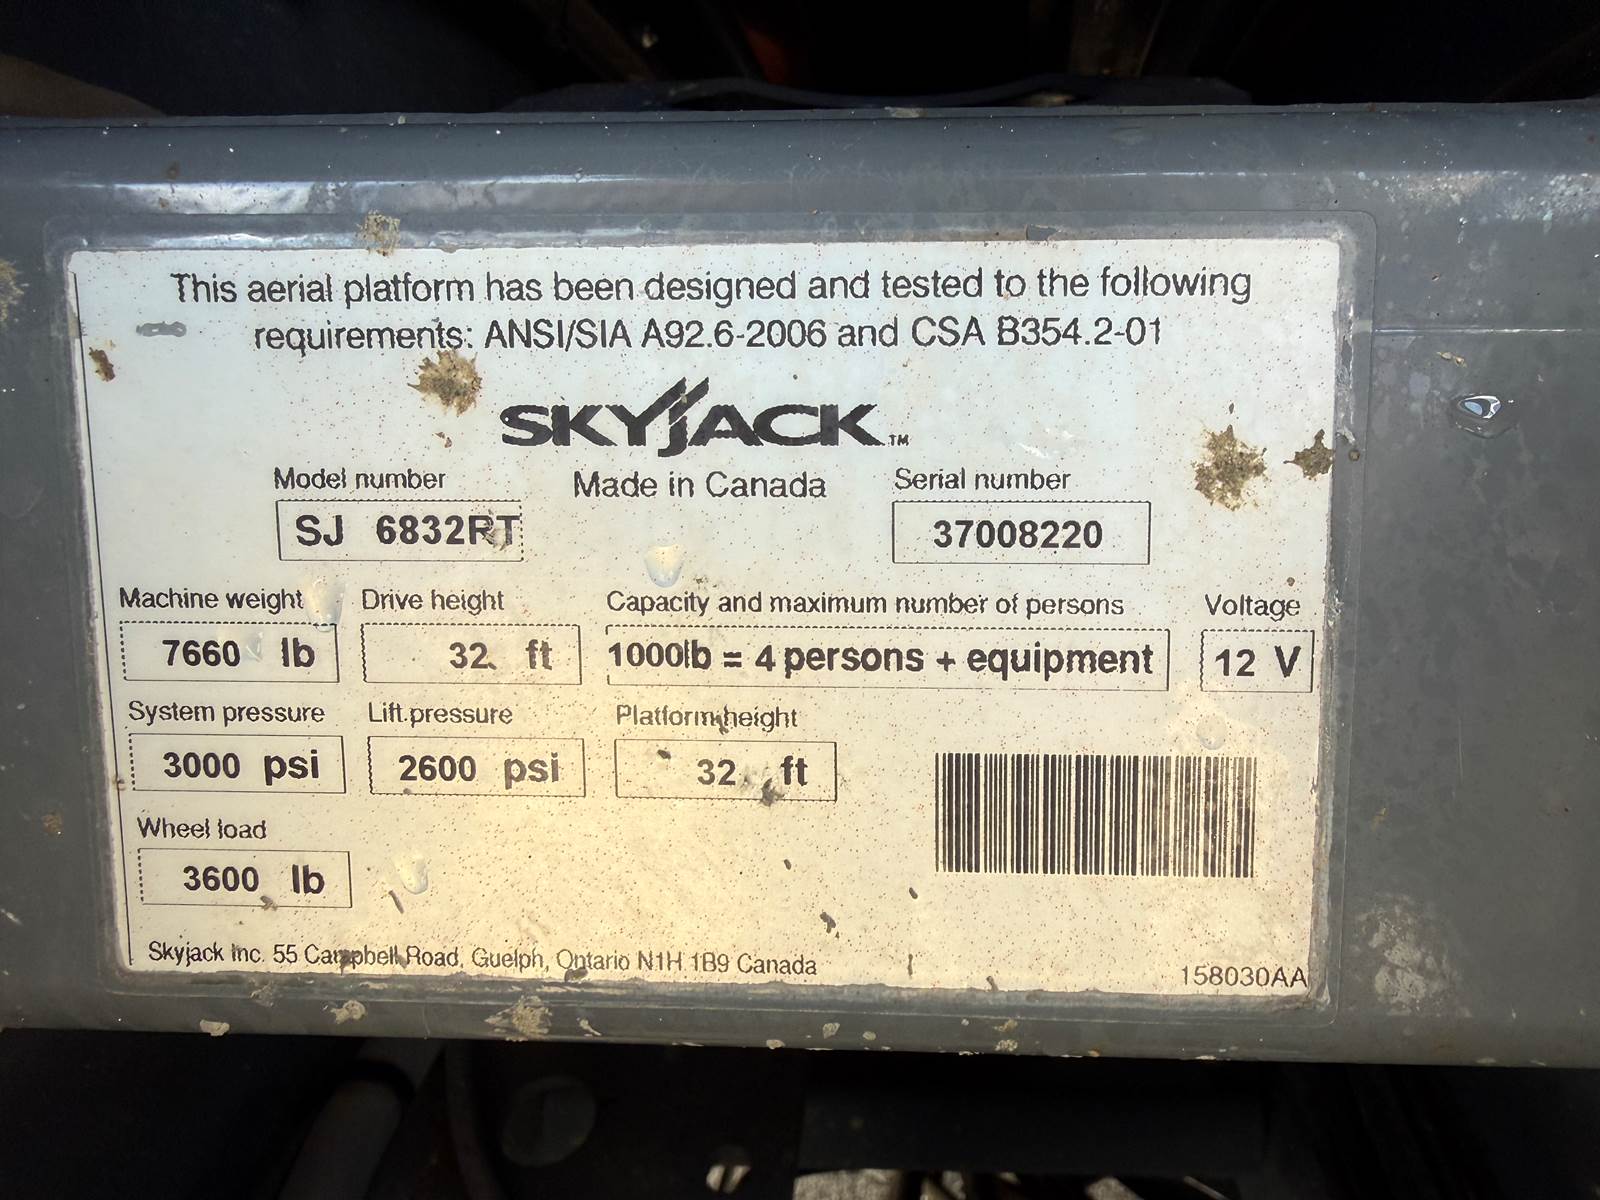 This aerial platform has been designed and tested to the following
requirements: ANSI/SIA A92.6-2006 and CSA B354.2-01
SKYJACK™
Model number
Made in Canada
Serial number
SJ 6832RT
37008220
Machine weight
Drive height
Capacity and maximum number of persons
Voltage
7660 lb
32 ft
1000lb = 4 persons + equipment
12 V
System pressure
Lift pressure
Platform height
3000 psi
2600 psi
32 ft
Wheel load
3600 lb
Skyjack Inc. 55 Campbell Road, Guelph, Ontario N1H 1B9 Canada
158030AA